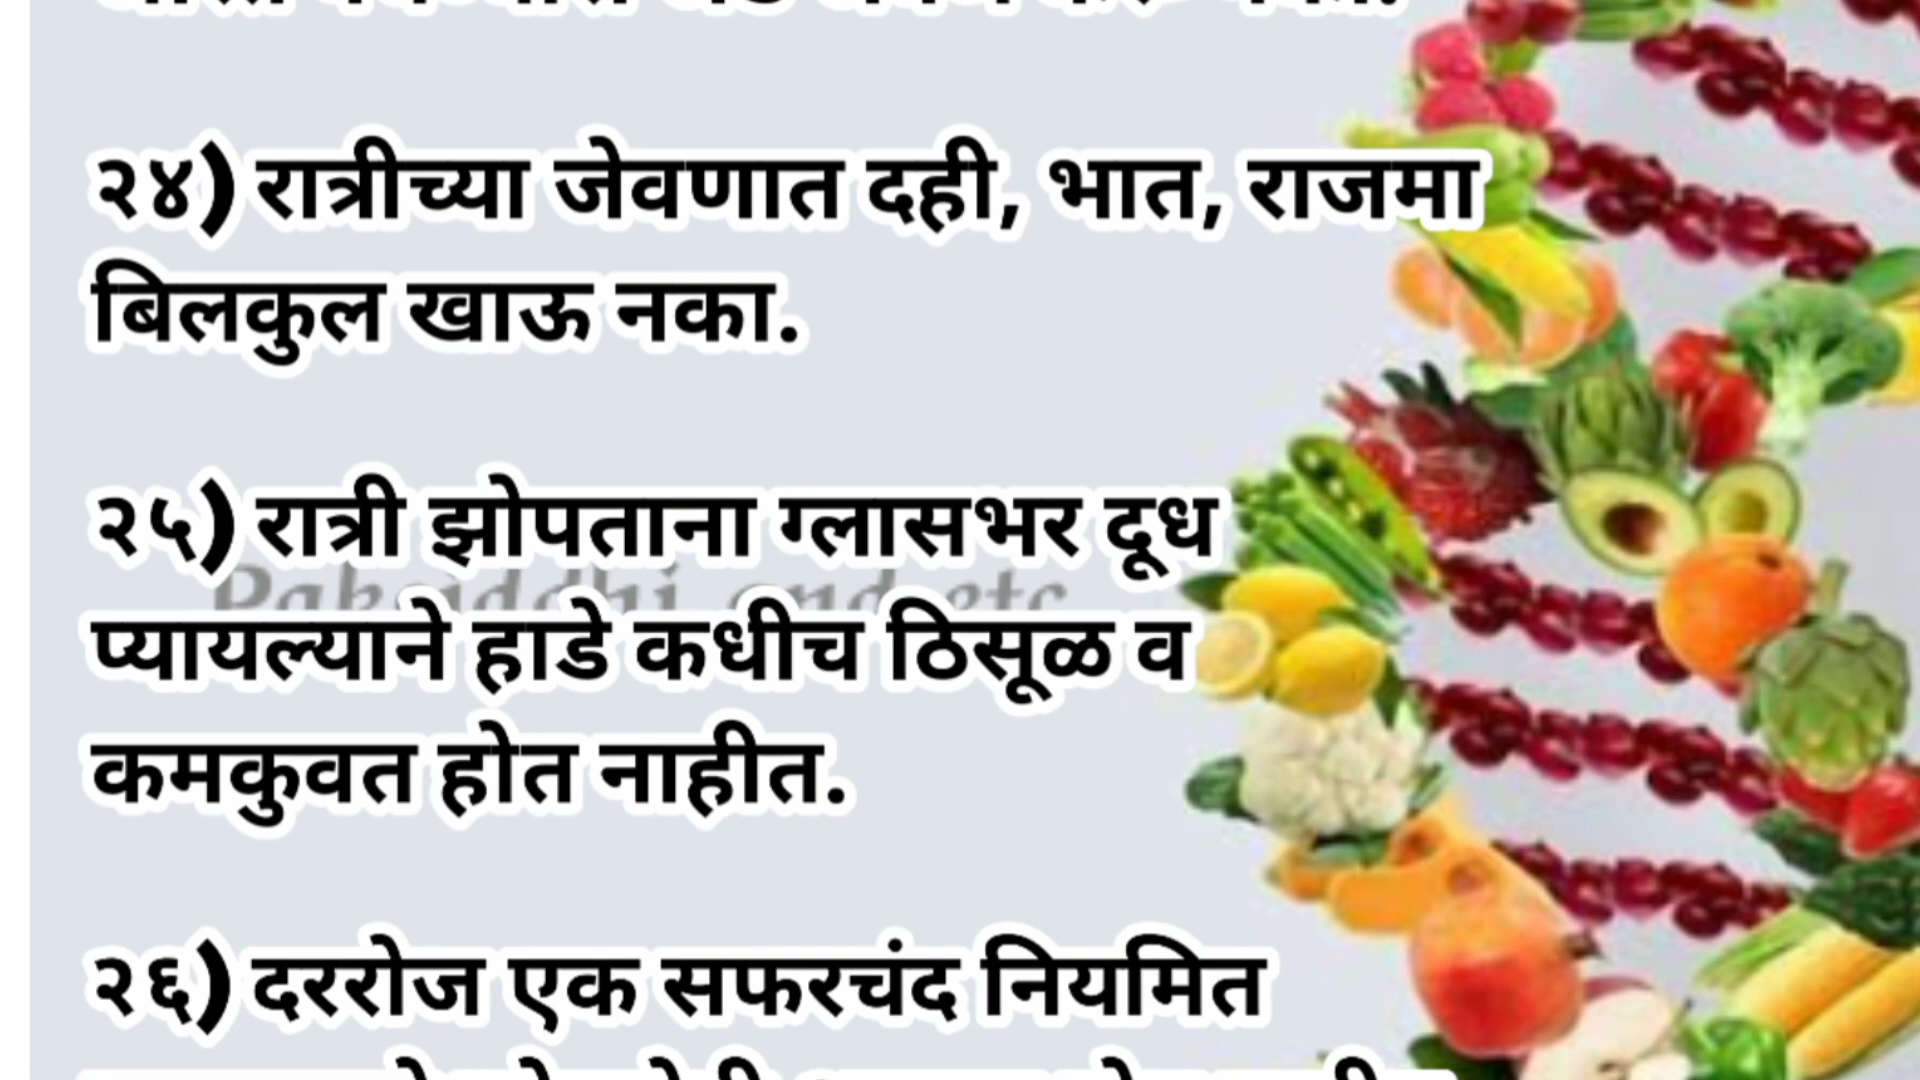 २४) रात्रीच्या जेवणात दही, भात, राजमा
बिलकुल खाऊ नका.
२५) रात्री झोपताना ग्लासभर दूध
प्यायल्याने हाडे कधीच ठिसूळ व
कमकुवत होत नाहीत.
२६) दररोज एक सफरचंद नियमित